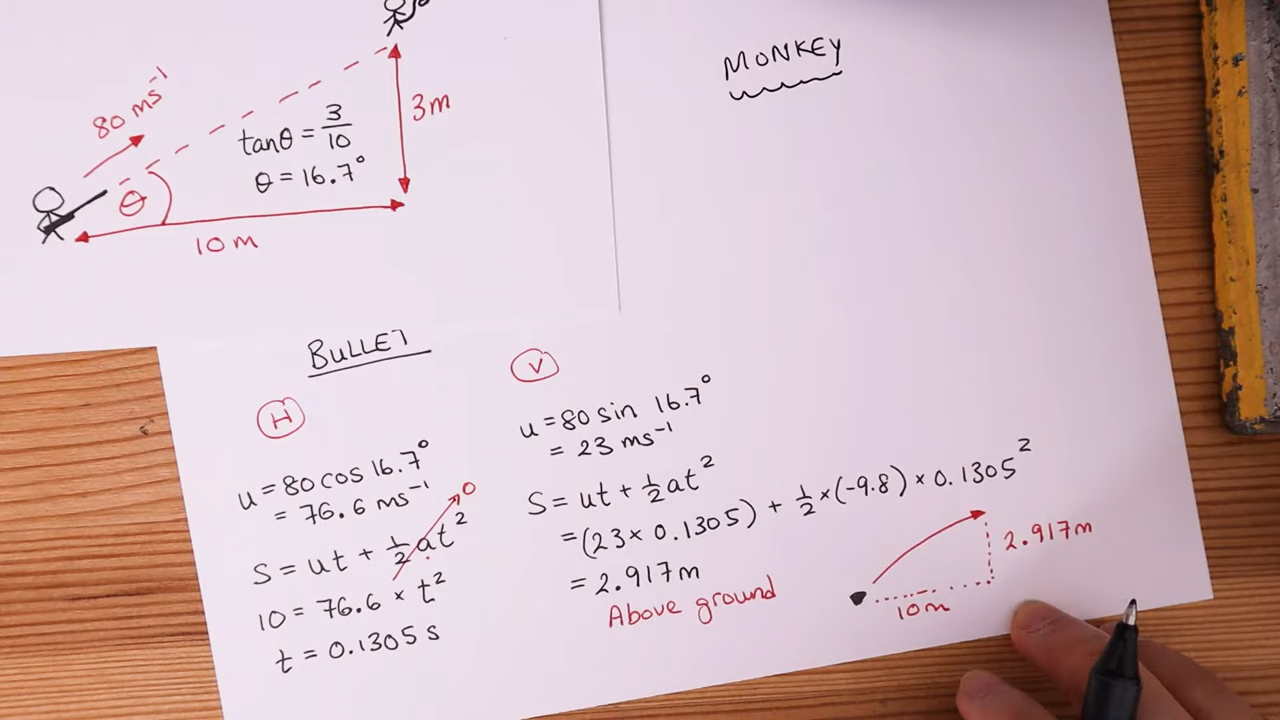 80 ms⁻¹
tanθ = 3/10
θ = 16.7°
3m
θ
10 m
MONKEY
BULLET
H
u = 80 cos 16.7°
= 76.6 ms⁻¹
S = ut + ½at² 0
10 = 76.6 × t²
t = 0.1305 s
V
u = 80 sin 16.7°
= 23 ms⁻¹
S = ut + ½at²
= (23 × 0.1305) + ½ × (-9.8) × 0.1305²
= 2.917m
Above ground
2.917m
10m